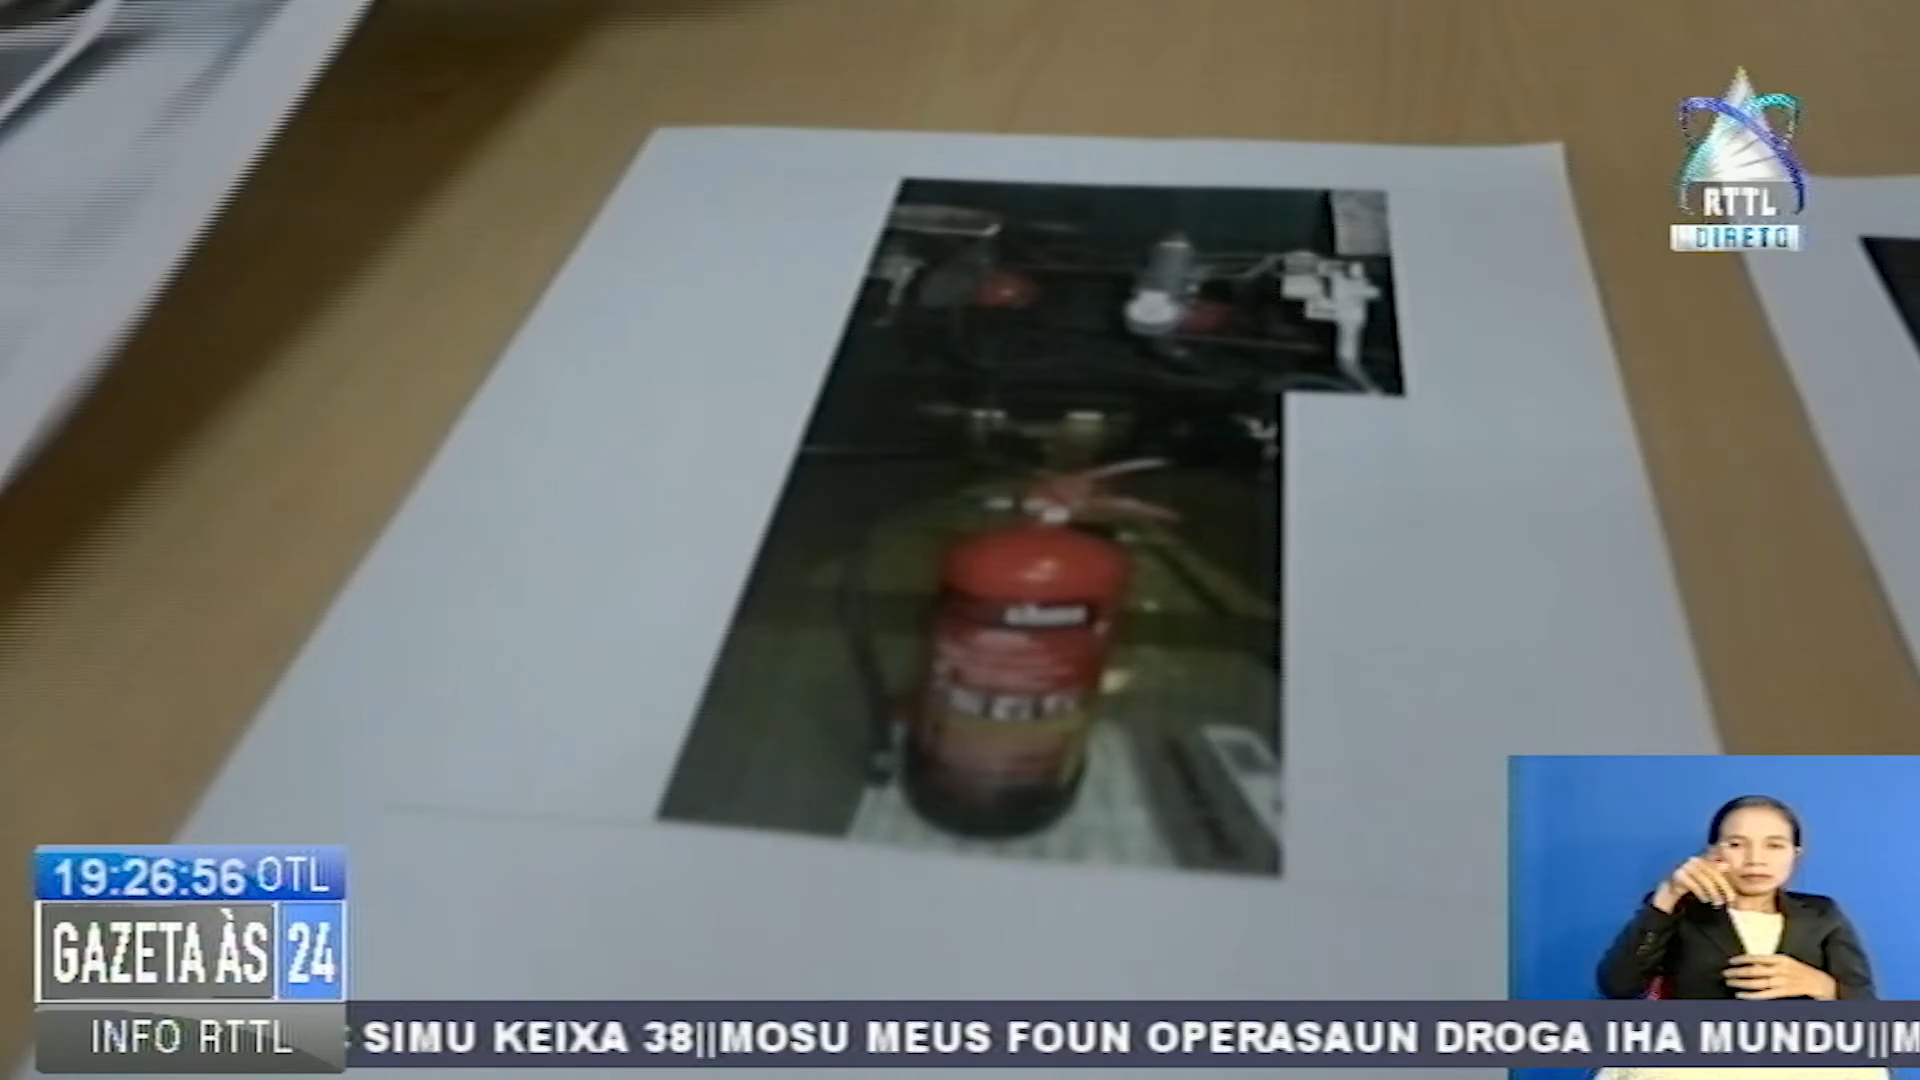 RTTL
DIRETO
19:26:56 OTL
GAZETA ÀS 24
INFO RTTL
SIMU KEIXA 38||MOSU MEUS FOUN OPERASAUN DROGA IHA MUNDU||M